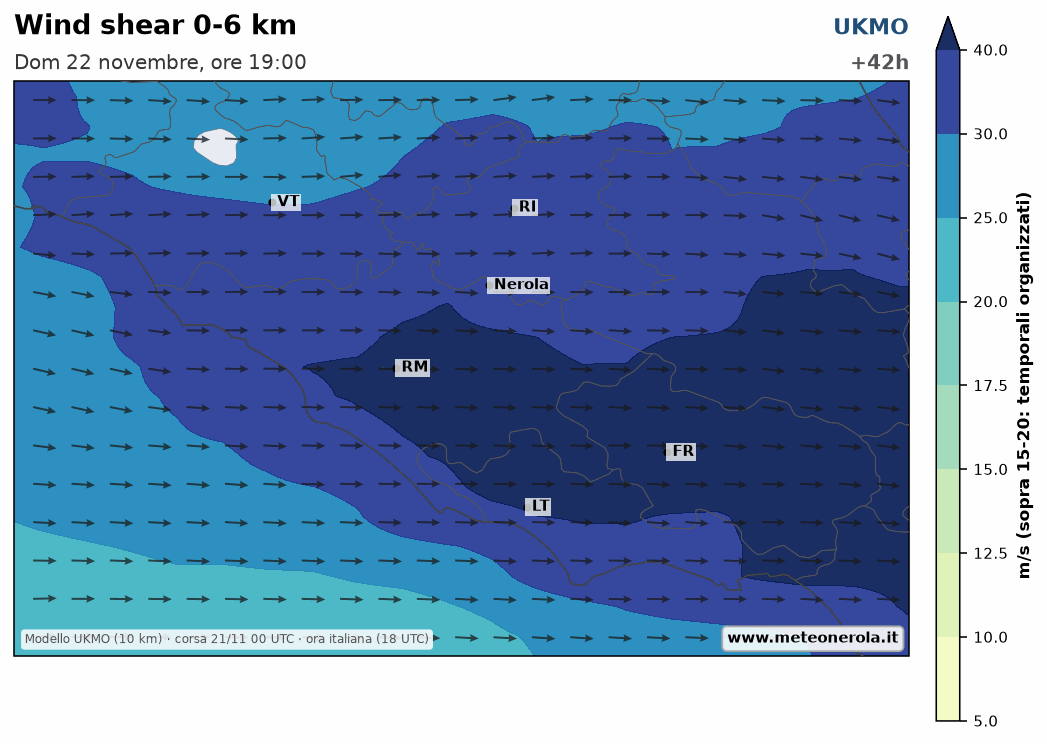 Wind shear 0-6 km
UKMO
Dom 22 novembre, ore 19:00
+42h
VT
RI
Nerola
RM
FR
LT
Modello UKMO (10 km) · corsa 21/11 00 UTC · ora italiana (18 UTC)
www.meteonerola.it
40.0
30.0
25.0
20.0
17.5
15.0
12.5
10.0
5.0
m/s (sopra 15-20: temporali organizzati)